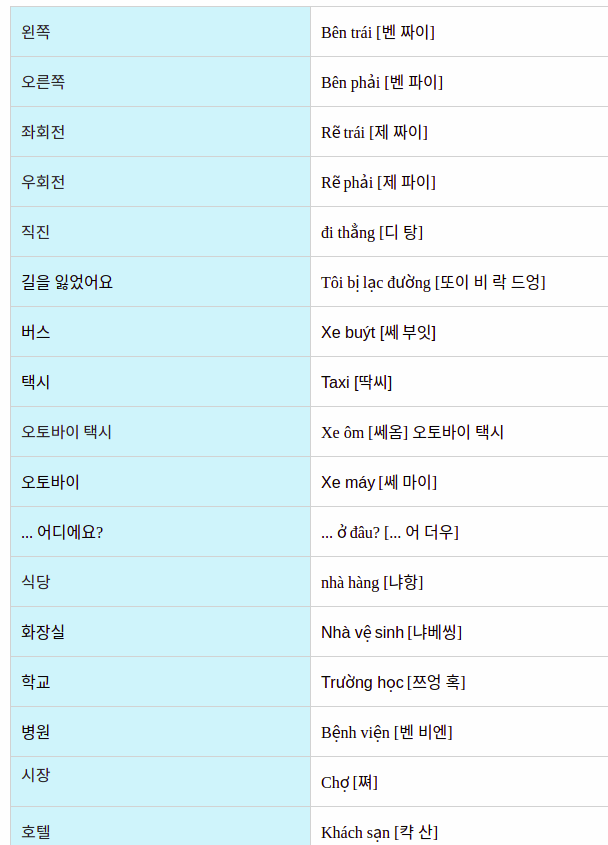 왼쪽 Bên trái [벤 짜이]
오른쪽 Bên phải [벤 파이]
좌회전 Rẽ trái [제 짜이]
우회전 Rẽ phải [제 파이]
직진 đi thẳng [디 탕]
길을 잃었어요 Tôi bị lạc đường [또이 비 락 드엉]
버스 Xe buýt [쎄 부잇]
택시 Taxi [딱씨]
오토바이 택시 Xe ôm [쎄옴] 오토바이 택시
오토바이 Xe máy [쎄 마이]
... 어디에요? ... ở đâu? [... 어 더우]
식당 nhà hàng [냐항]
화장실 Nhà vệ sinh [냐베씽]
학교 Trường học [쯔엉 혹]
병원 Bệnh viện [벤 비엔]
시장 Chợ [쪄]
호텔 Khách sạn [캭 산]